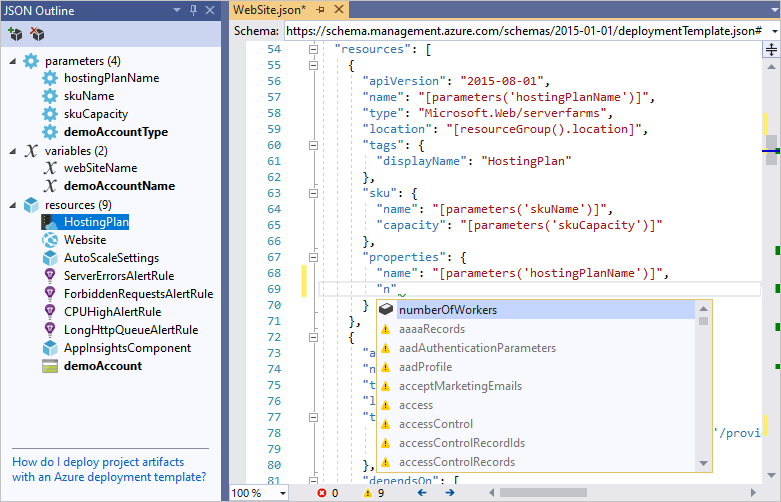 JSON Outline
parameters (4)
hostingPlanName
skuName
skuCapacity
demoAccountType
variables (2)
webSiteName
demoAccountName
resources (9)
HostingPlan
Website
AutoScaleSettings
ServerErrorsAlertRule
ForbiddenRequestsAlertRule
CPUHighAlertRule
LongHttpQueueAlertRule
AppInsightsComponent
demoAccount
How do I deploy project artifacts
with an Azure deployment template?
WebSite.json*
Schema: https://schema.management.azure.com/schemas/2015-01-01/deploymentTemplate.json#
54 "resources": [
55 {
56 "apiVersion": "2015-08-01",
57 "name": "[parameters('hostingPlanName')]",
58 "type": "Microsoft.Web/serverfarms",
59 "location": "[resourceGroup().location]",
60 "tags": {
61 "displayName": "HostingPlan"
62 },
63 "sku": {
64 "name": "[parameters('skuName')]",
65 "capacity": "[parameters('skuCapacity')]"
66 },
67 "properties": {
68 "name": "[parameters('hostingPlanName')]",
69 "n"
70 }
71 },
72 {
73 "a
74 "n
75 "t
76 "l
77 "t
78 '/provi
79
80 },
81 "dependsOn": [
numberOfWorkers
aaaaRecords
aadAuthenticationParameters
aadProfile
acceptMarketingEmails
access
accessControl
accessControlRecordIds
accessControlRecords
100 % 0 9